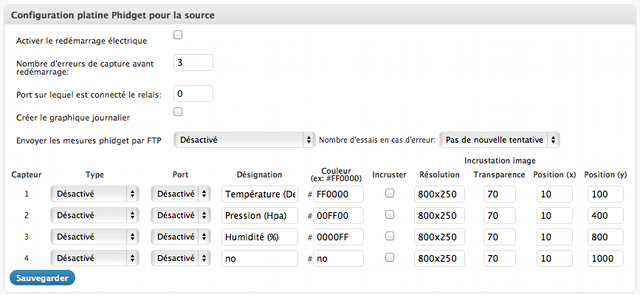 Configuration platine Phidget pour la source
Activer le redémarrage électrique
Nombre d'erreurs de capture avant
redémarrage: 3
Port sur lequel est connecté le relais: 0
Créer le graphique journalier
Envoyer les mesures phidget par FTP Désactivé Nombre d'essais en cas d'erreur: Pas de nouvelle tentative
Incrustation image
Capteur Type Port Désignation Couleur (ex: #FF0000) Incruster Résolution Transparence Position (x) Position (y)
1 Désactivé Désactivé Température (De # FF0000 800x250 70 10 100
2 Désactivé Désactivé Pression (Hpa) # 00FF00 800x250 70 10 400
3 Désactivé Désactivé Humidité (%) # 0000FF 800x250 70 10 800
4 Désactivé Désactivé no # no 800x250 70 10 1000
Sauvegarder